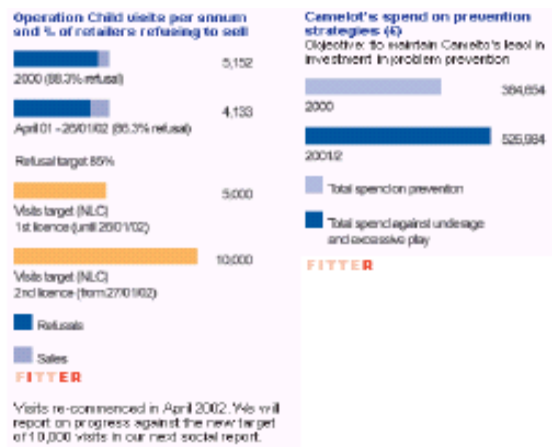 Operation Child visits per annum
and % of retailers refusing to sell
5,152
2000 (88.3% refusal)
4,133
April 01 - 26/01/02 (86.3% refusal)
Refusal target 85%
5,000
Visits target (NLC)
1st licence (until 26/01/02)
10,000
Visits target (NLC)
2nd licence (from 27/01/02)
Refusals
Sales
FITTER
Visits re-commenced in April 2002. We will
report on progress against the new target
of 10,000 visits in our next social report.
Camelot's spend on prevention
strategies (£)
Objective: to maintain Camelot's lead in
investment in problem prevention
384,654
2000
526,984
2001/2
Total spend on prevention
Total spend against underage
and excessive play
FITTER